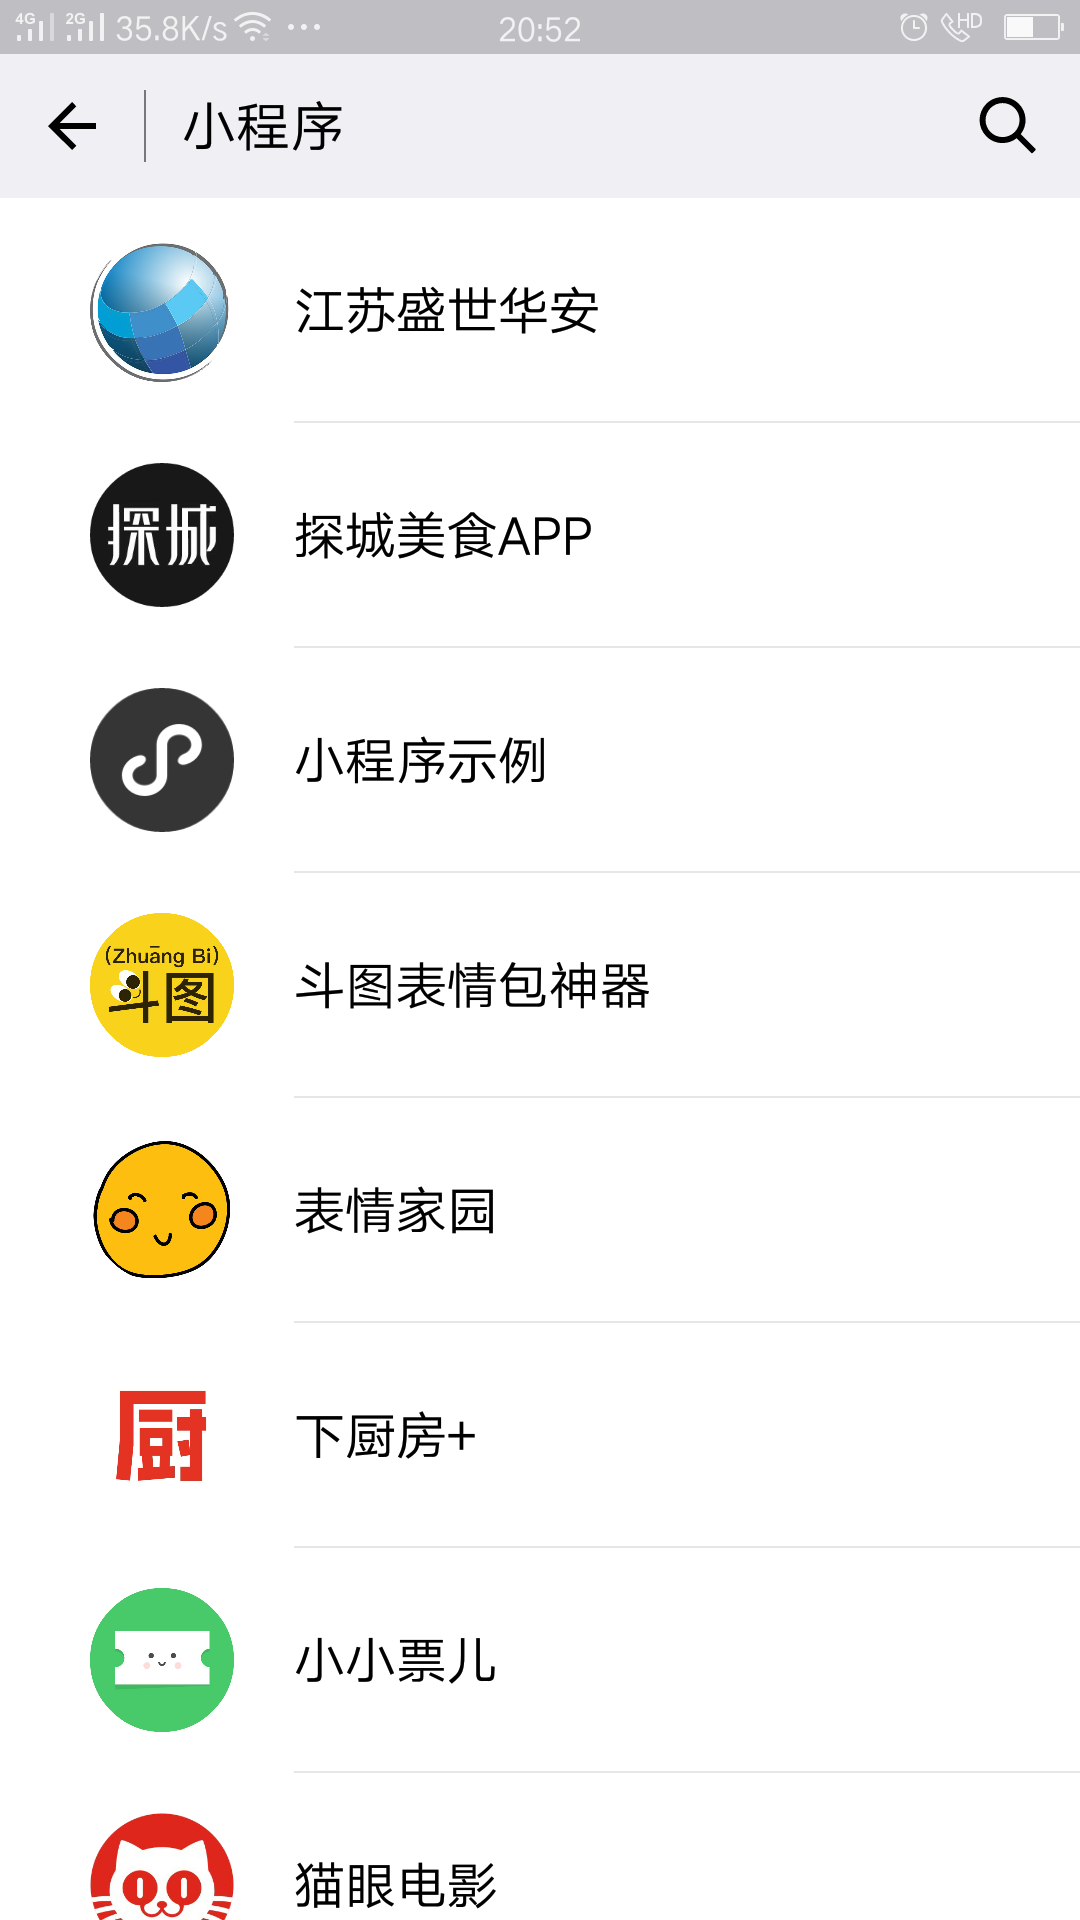 4G 2G 35.8K/s 20:52 HD
小程序
江苏盛世华安
探城
探城美食APP
小程序示例
(Zhuāng Bi)
斗图
斗图表情包神器
表情家园
厨
下厨房+
小小票儿
猫眼电影